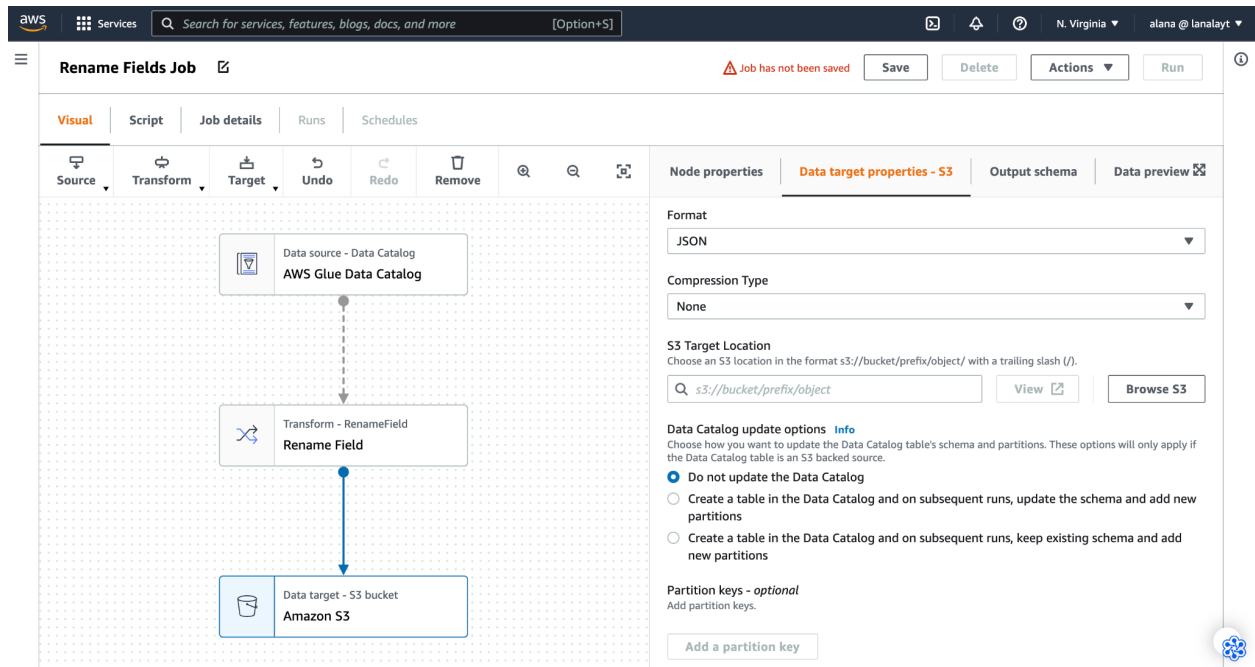 aws Services Search for services, features, blogs, docs, and more [Option+S] N. Virginia ▼ alana @ lanalayt ▼
Rename Fields Job Job has not been saved Save Delete Actions ▼ Run
Visual Script Job details Runs Schedules
Source Transform Target Undo Redo Remove
Node properties Data target properties - S3 Output schema Data preview
Data source - Data Catalog
AWS Glue Data Catalog
Transform - RenameField
Rename Field
Data target - S3 bucket
Amazon S3
Format
JSON
Compression Type
None
S3 Target Location
Choose an S3 location in the format s3://bucket/prefix/object/ with a trailing slash (/).
s3://bucket/prefix/object View Browse S3
Data Catalog update options Info
Choose how you want to update the Data Catalog table's schema and partitions. These options will only apply if
the Data Catalog table is an S3 backed source.
Do not update the Data Catalog
Create a table in the Data Catalog and on subsequent runs, update the schema and add new
partitions
Create a table in the Data Catalog and on subsequent runs, keep existing schema and add
new partitions
Partition keys - optional
Add partition keys.
Add a partition key